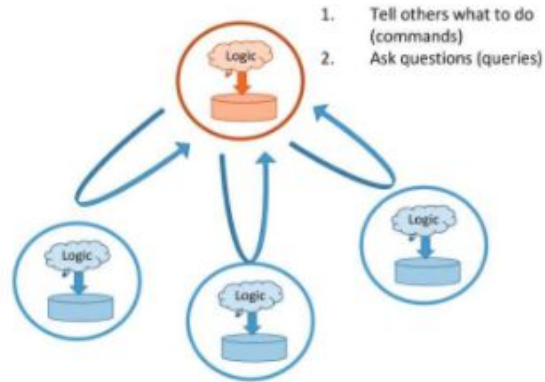 1. Tell others what to do
(commands)
2. Ask questions (queries)
Logic
Logic
Logic
Logic